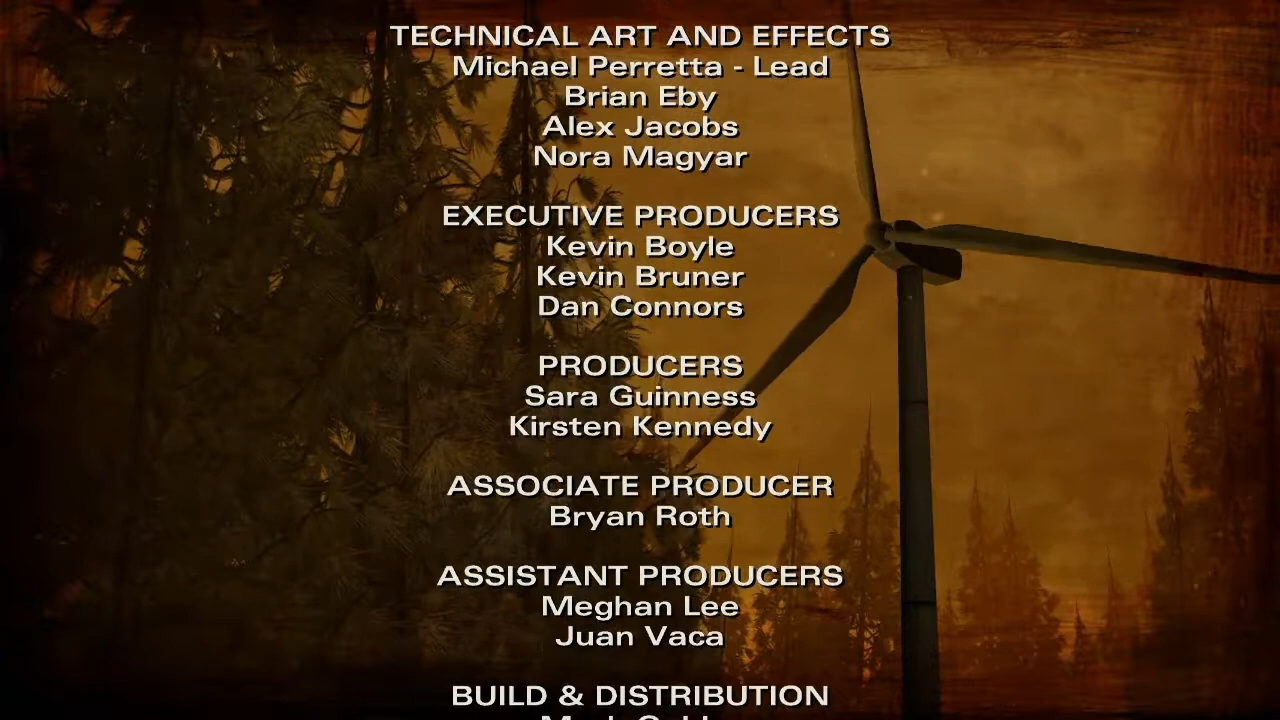 TECHNICAL ART AND EFFECTS
Michael Perretta - Lead
Brian Eby
Alex Jacobs
Nora Magyar
EXECUTIVE PRODUCERS
Kevin Boyle
Kevin Bruner
Dan Connors
PRODUCERS
Sara Guinness
Kirsten Kennedy
ASSOCIATE PRODUCER
Bryan Roth
ASSISTANT PRODUCERS
Meghan Lee
Juan Vaca
BUILD & DISTRIBUTION